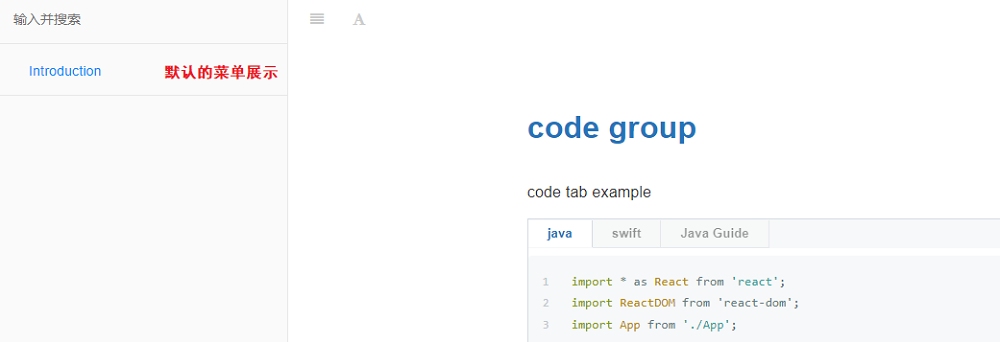 输入并搜索
A
Introduction
默认的菜单展示
code group
code tab example
java swift Java Guide
1 import * as React from 'react';
2 import ReactDOM from 'react-dom';
3 import App from './App';